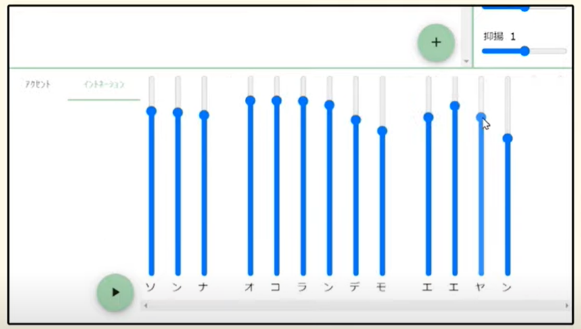 抑揚 1
アクセント イントネーション
ソ ン ナ オ コ ラ ン デ モ エ エ ヤ ン